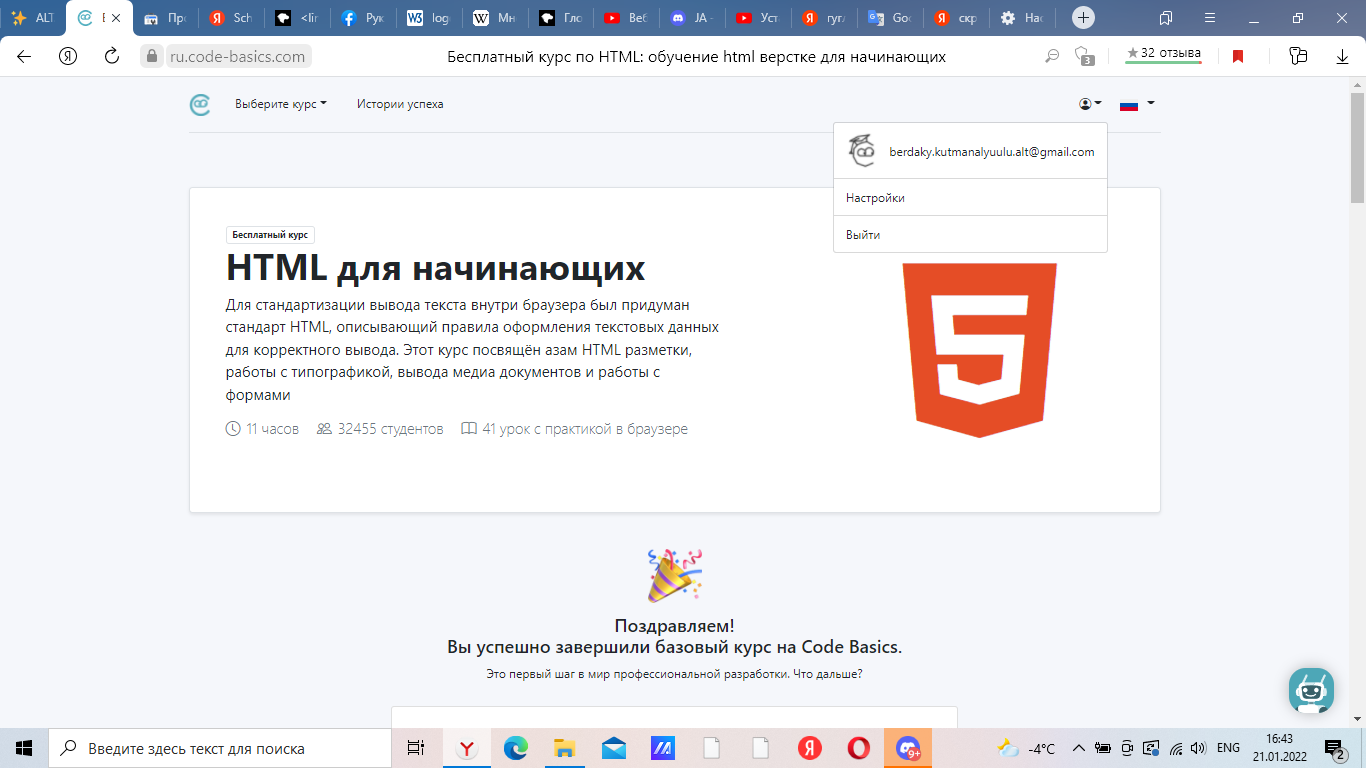 ALT
Е
Пр
Sch
<lir
Рук
log
Мн
Гло
Веб
JA -
Уст
гугл
Goo
скр
Нас
ru.code-basics.com
Бесплатный курс по HTML: обучение html верстке для начинающих
3
★ 32 отзыва
Выберите курс
Истории успеха
berdaky.kutmanalyuulu.alt@gmail.com
Настройки
Выйти
Бесплатный курс
HTML для начинающих
Для стандартизации вывода текста внутри браузера был придуман
стандарт HTML, описывающий правила оформления текстовых данных
для корректного вывода. Этот курс посвящён азам HTML разметки,
работы с типографикой, вывода медиа документов и работы с
формами
11 часов
32455 студентов
41 урок с практикой в браузере
Поздравляем!
Вы успешно завершили базовый курс на Code Basics.
Это первый шаг в мир профессиональной разработки. Что дальше?
Введите здесь текст для поиска
9+
-4°C
ENG
16:43
21.01.2022
2